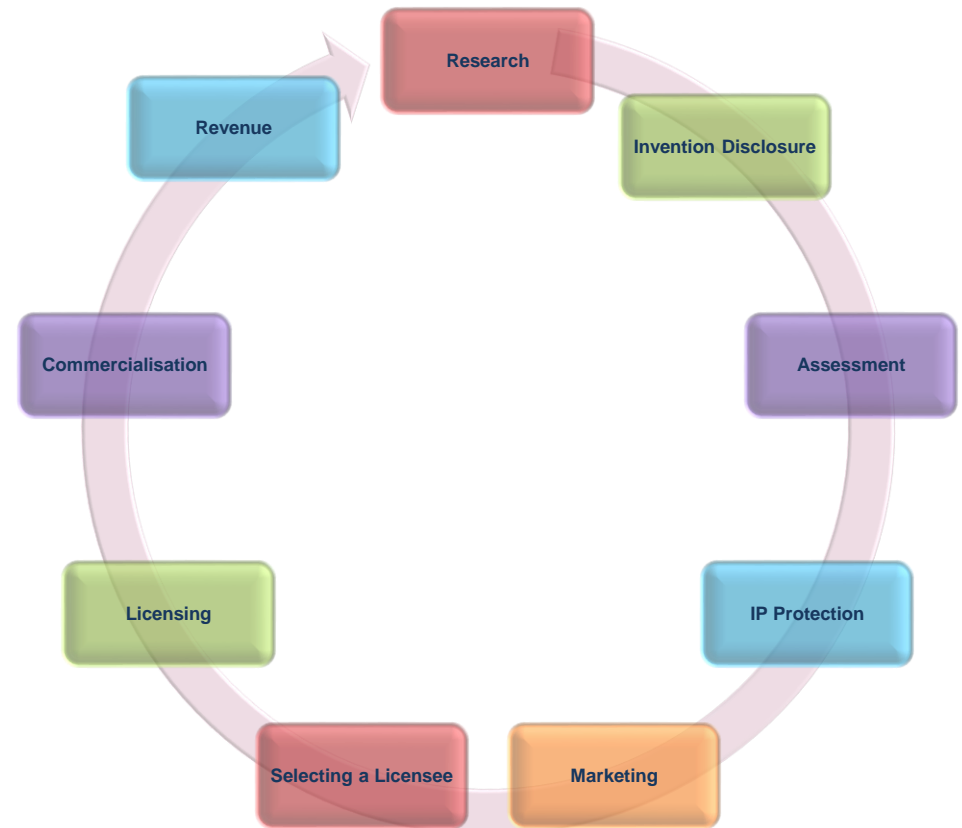 Research
Invention Disclosure
Assessment
IP Protection
Marketing
Selecting a Licensee
Licensing
Commercialisation
Revenue